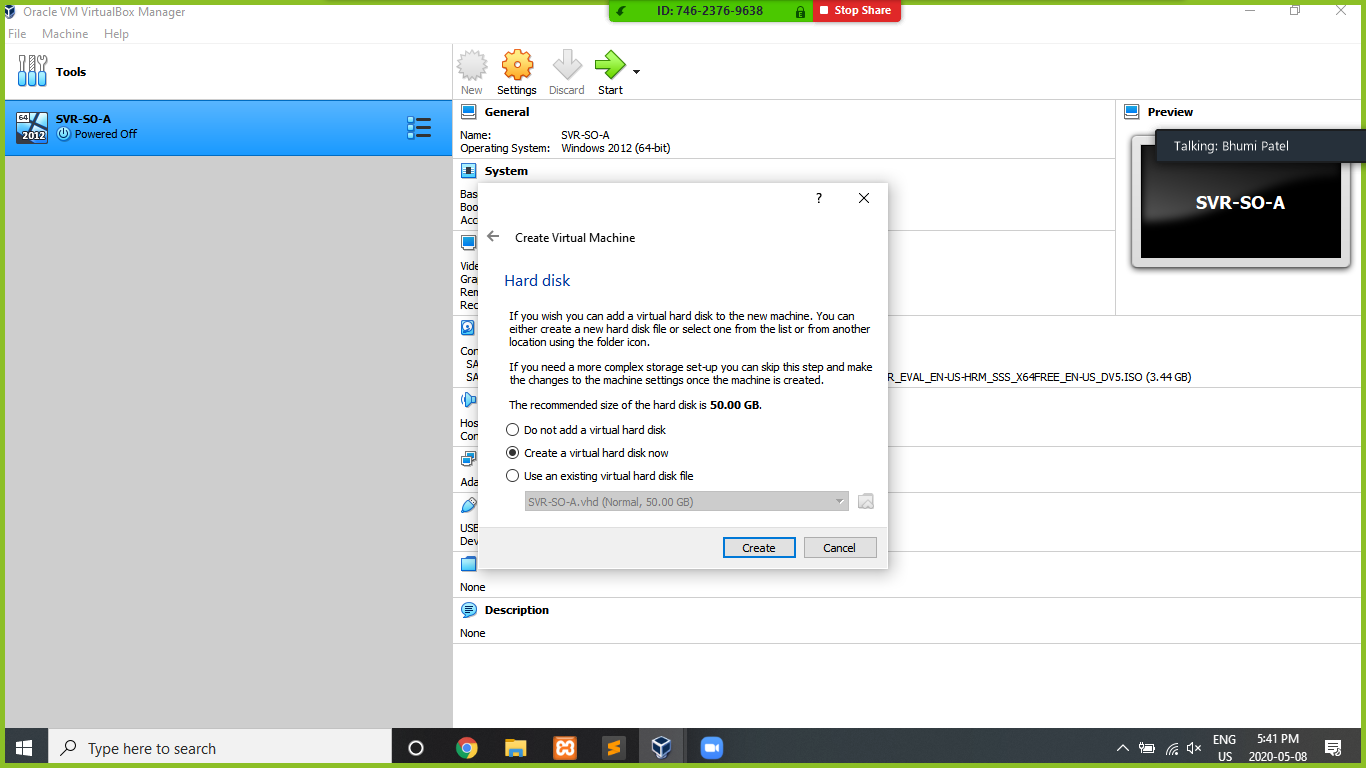 Oracle VM VirtualBox Manager
ID: 746-2376-9638
Stop Share
File Machine Help
Tools
New Settings Discard Start
64
2012
SVR-SO-A
Powered Off
General
Name: SVR-SO-A
Operating System: Windows 2012 (64-bit)
System
Bas
Boo
Acc
Vide
Gra
Rem
Rec
Con
SA
SA
R_EVAL_EN-US-HRM_SSS_X64FREE_EN-US_DV5.ISO (3.44 GB)
Hos
Con
Ada
USB
Dev
None
Description
None
Preview
Talking: Bhumi Patel
SVR-SO-A
?
Create Virtual Machine
Hard disk
If you wish you can add a virtual hard disk to the new machine. You can
either create a new hard disk file or select one from the list or from another
location using the folder icon.
If you need a more complex storage set-up you can skip this step and make
the changes to the machine settings once the machine is created.
The recommended size of the hard disk is 50.00 GB.
Do not add a virtual hard disk
Create a virtual hard disk now
Use an existing virtual hard disk file
SVR-SO-A.vhd (Normal, 50.00 GB)
Create Cancel
Type here to search
ENG
US
5:41 PM
2020-05-08